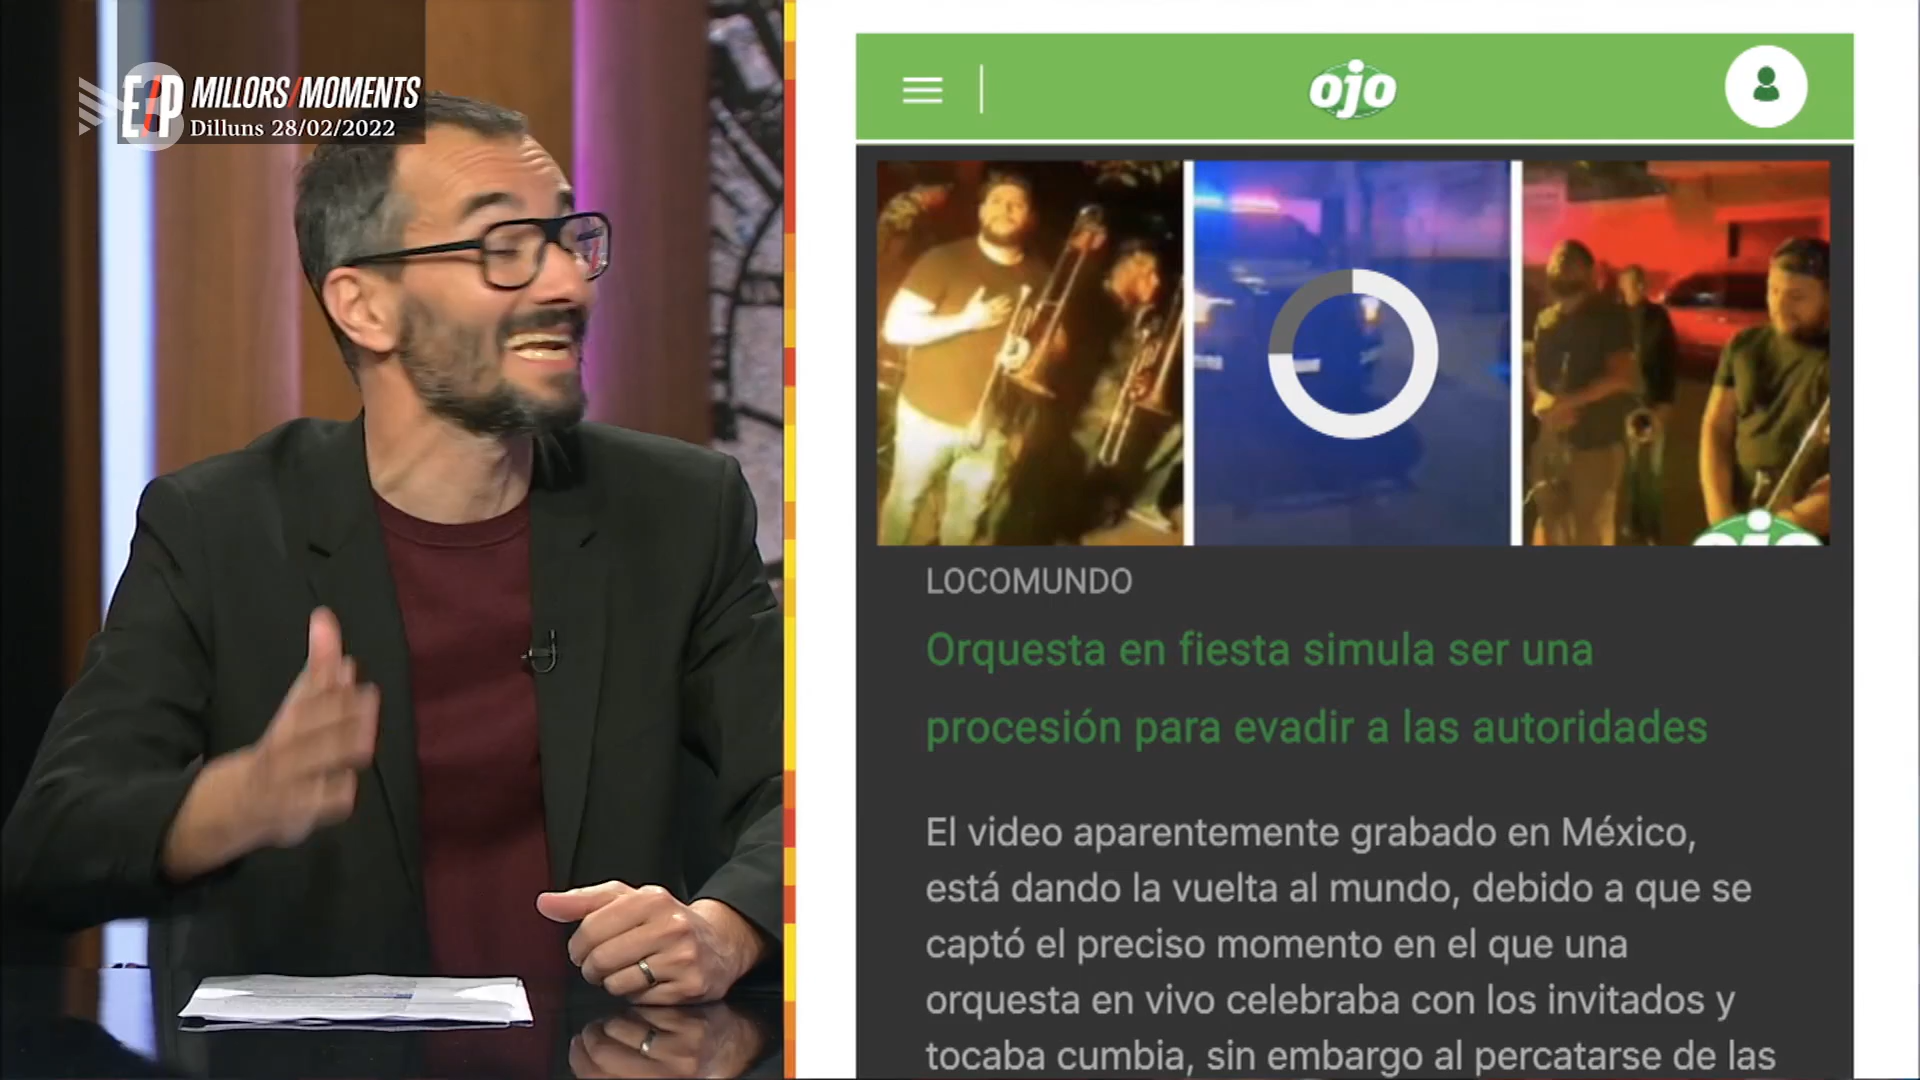 E/P MILLORS/MOMENTS
Dilluns 28/02/2022
ojo
LOCOMUNDO
Orquesta en fiesta simula ser una
procesión para evadir a las autoridades
El video aparentemente grabado en México,
está dando la vuelta al mundo, debido a que se
captó el preciso momento en el que una
orquesta en vivo celebraba con los invitados y
tocaba cumbia, sin embargo al percatarse de las